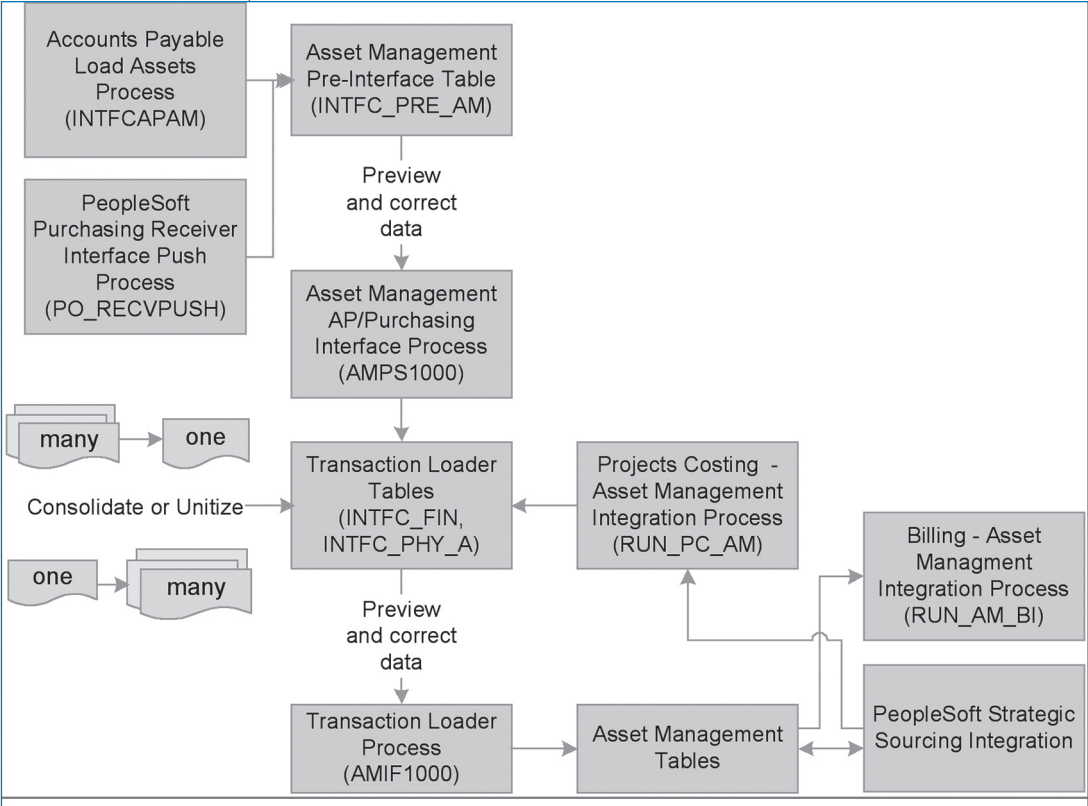 Accounts Payable
Load Assets
Process
(INTFCAPAM)
Asset Management
Pre-Interface Table
(INTFC_PRE_AM)
PeopleSoft
Purchasing Receiver
Interface Push
Process
(PO_RECVPUSH)
Preview
and correct
data
Asset Management
AP/Purchasing
Interface Process
(AMPS1000)
many
one
Consolidate or Unitize
one
many
Transaction Loader
Tables
(INTFC_FIN,
INTFC_PHY_A)
Projects Costing -
Asset Management
Integration Process
(RUN_PC_AM)
Billing - Asset
Managment
Integration Process
(RUN_AM_BI)
Preview
and correct
data
Transaction Loader
Process
(AMIF1000)
Asset Management
Tables
PeopleSoft Strategic
Sourcing Integration